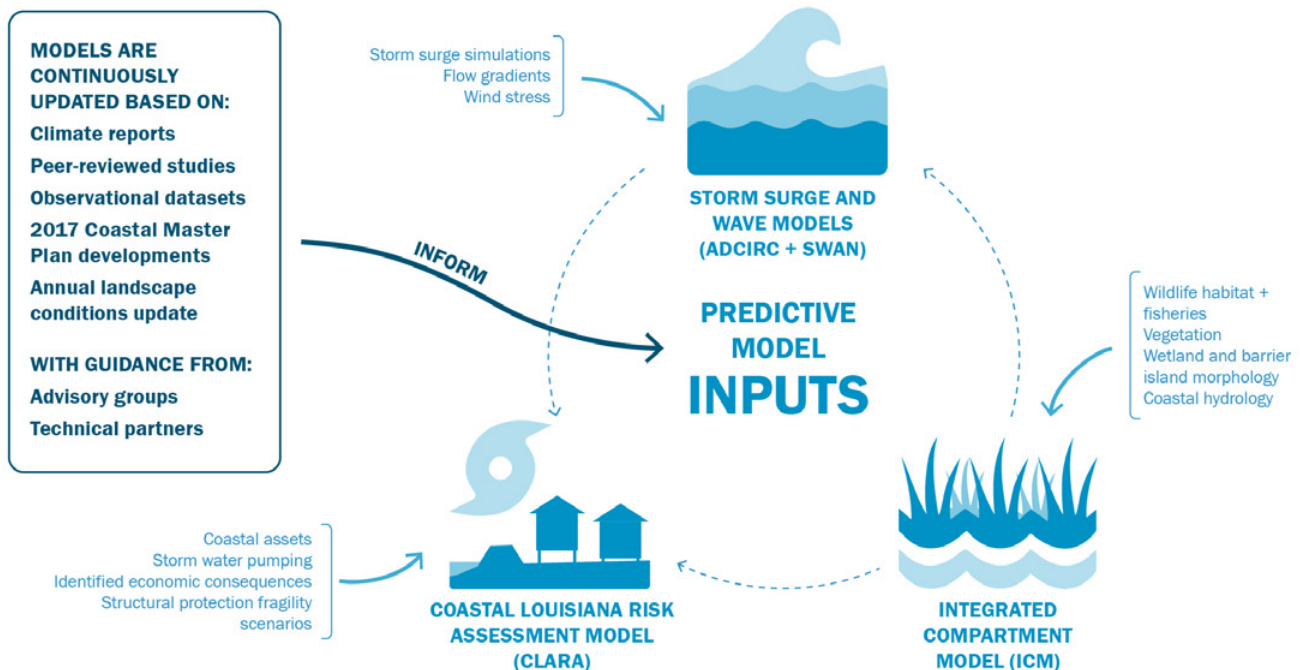 MODELS ARE
CONTINUOUSLY
UPDATED BASED ON:
Climate reports
Peer-reviewed studies
Observational datasets
2017 Coastal Master
Plan developments
Annual landscape
conditions update
WITH GUIDANCE FROM:
Advisory groups
Technical partners
INFORM
Storm surge simulations
Flow gradients
Wind stress
STORM SURGE AND
WAVE MODELS
(ADCIRC + SWAN)
PREDICTIVE
MODEL
INPUTS
Wildlife habitat +
fisheries
Vegetation
Wetland and barrier
island morphology
Coastal hydrology
Coastal assets
Storm water pumping
Identified economic consequences
Structural protection fragility
scenarios
COASTAL LOUISIANA RISK
ASSESSMENT MODEL
(CLARA)
INTEGRATED
COMPARTMENT
MODEL (ICM)